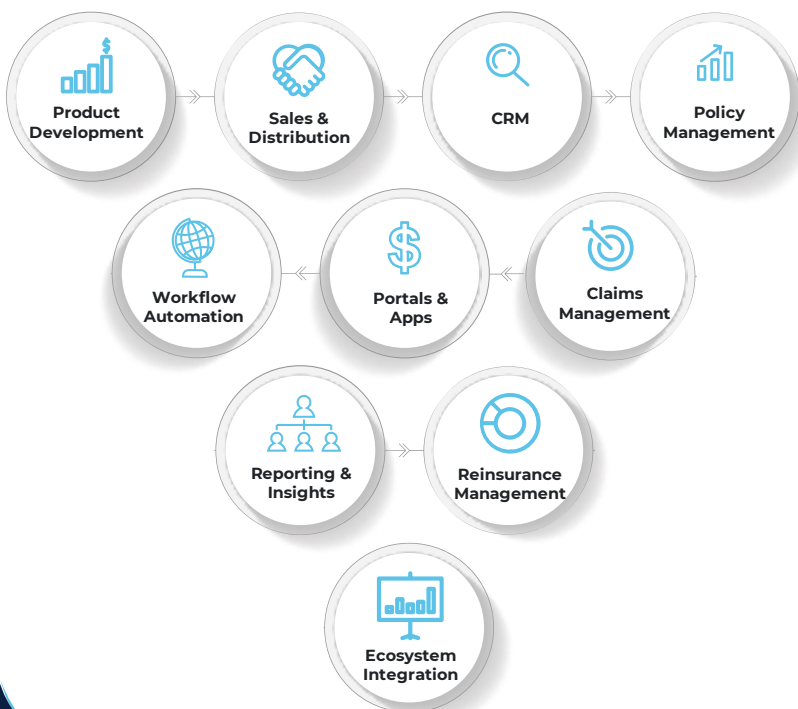 Product
Development
Sales &
Distribution
CRM
Policy
Management
Workflow
Automation
Portals &
Apps
Claims
Management
Reporting &
Insights
Reinsurance
Management
Ecosystem
Integration